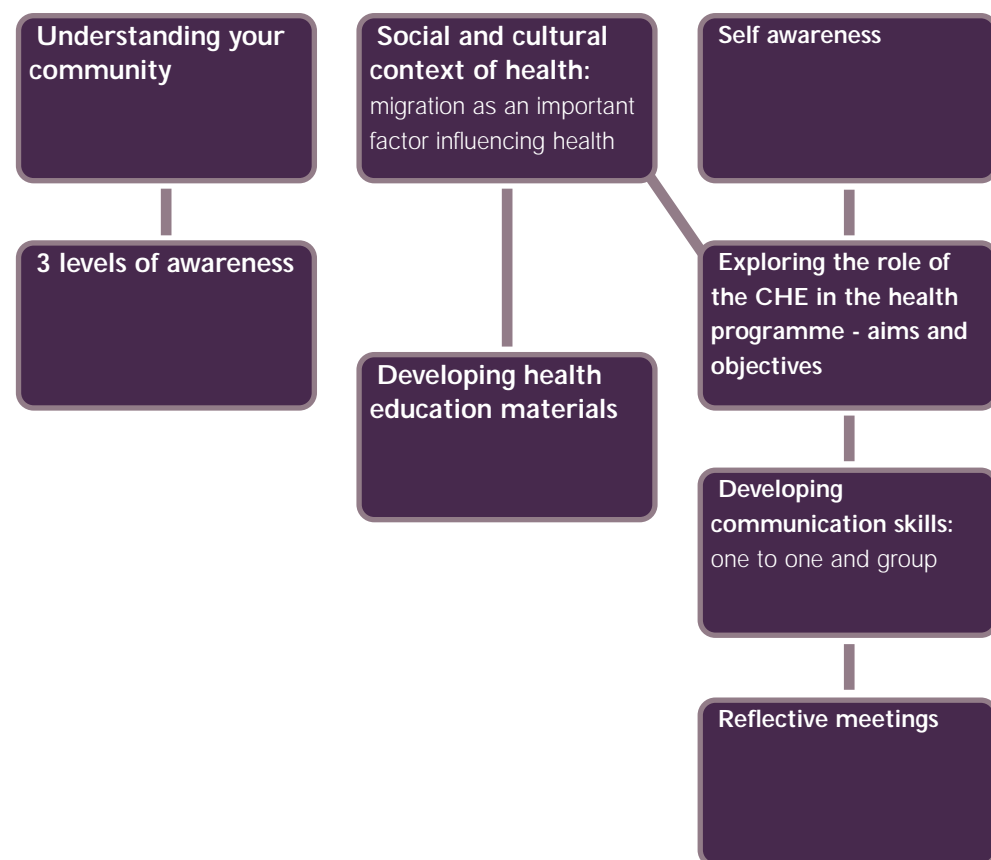 Understanding your
community
Social and cultural
context of health:
migration as an important
factor influencing health
Self awareness
3 levels of awareness
Exploring the role of
the CHE in the health
programme - aims and
objectives
Developing health
education materials
Developing
communication skills:
one to one and group
Reflective meetings